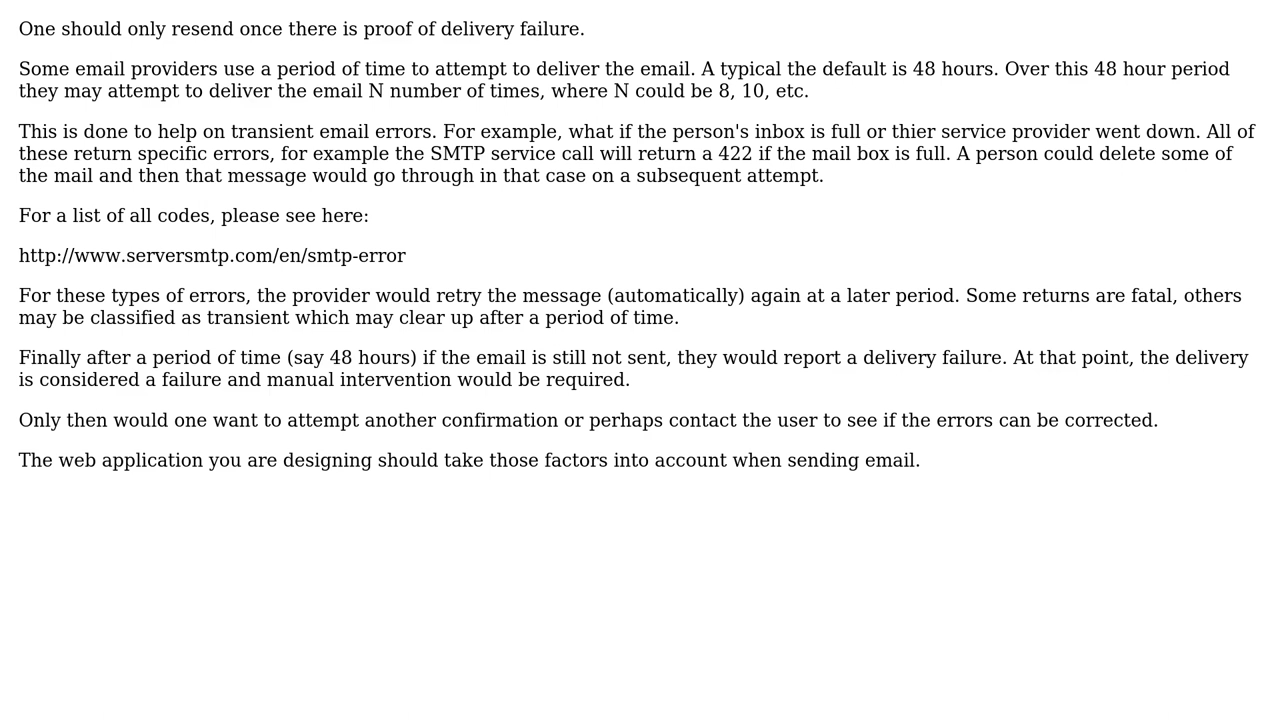 One should only resend once there is proof of delivery failure.
Some email providers use a period of time to attempt to deliver the email. A typical the default is 48 hours. Over this 48 hour period
they may attempt to deliver the email N number of times, where N could be 8, 10, etc.
This is done to help on transient email errors. For example, what if the person's inbox is full or thier service provider went down. All of
these return specific errors, for example the SMTP service call will return a 422 if the mail box is full. A person could delete some of
the mail and then that message would go through in that case on a subsequent attempt.
For a list of all codes, please see here:
http://www.serversmtp.com/en/smtp-error
For these types of errors, the provider would retry the message (automatically) again at a later period. Some returns are fatal, others
may be classified as transient which may clear up after a period of time.
Finally after a period of time (say 48 hours) if the email is still not sent, they would report a delivery failure. At that point, the delivery
is considered a failure and manual intervention would be required.
Only then would one want to attempt another confirmation or perhaps contact the user to see if the errors can be corrected.
The web application you are designing should take those factors into account when sending email.